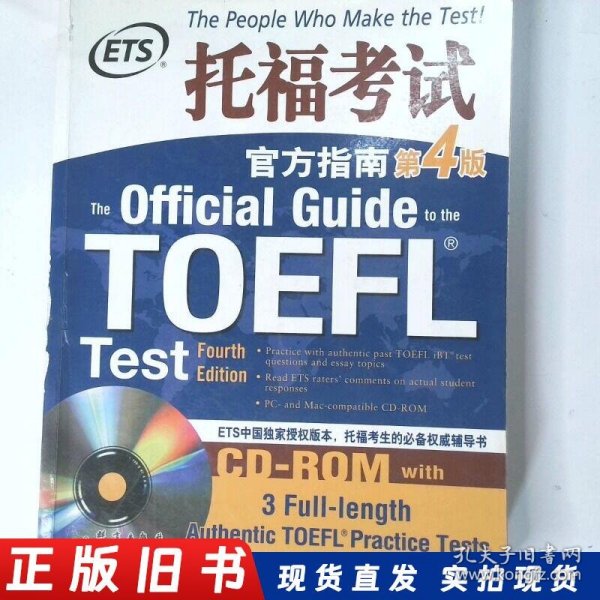 The People Who Make the Test!
ETS®
托福考试
官方指南 第4版
The Official Guide to the
TOEFL®
Test Fourth Edition
• Practice with authentic past TOEFL iBT® test
questions and essay topics
• Read ETS raters' comments on actual student
responses
• PC- and Mac-compatible CD-ROM
ETS中国独家授权版本，托福考生的必备权威辅导书
CD-ROM with
3 Full-length
Authentic TOEFL® Practice Tests
正版旧书 现货直发 实拍现货
孔夫子旧书网
www.kongfz.com